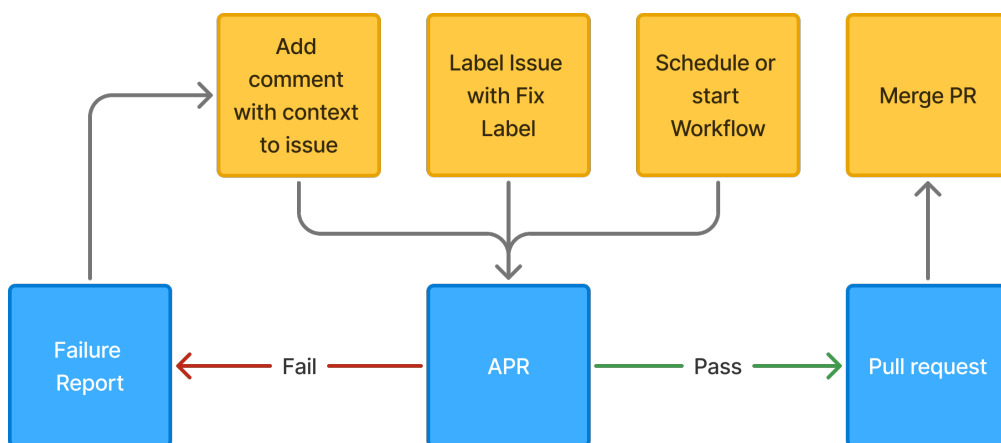 Add
comment
with context
to issue
Label Issue
with Fix
Label
Schedule or
start
Workflow
Merge PR
Failure
Report
Fail
APR
Pass
Pull request